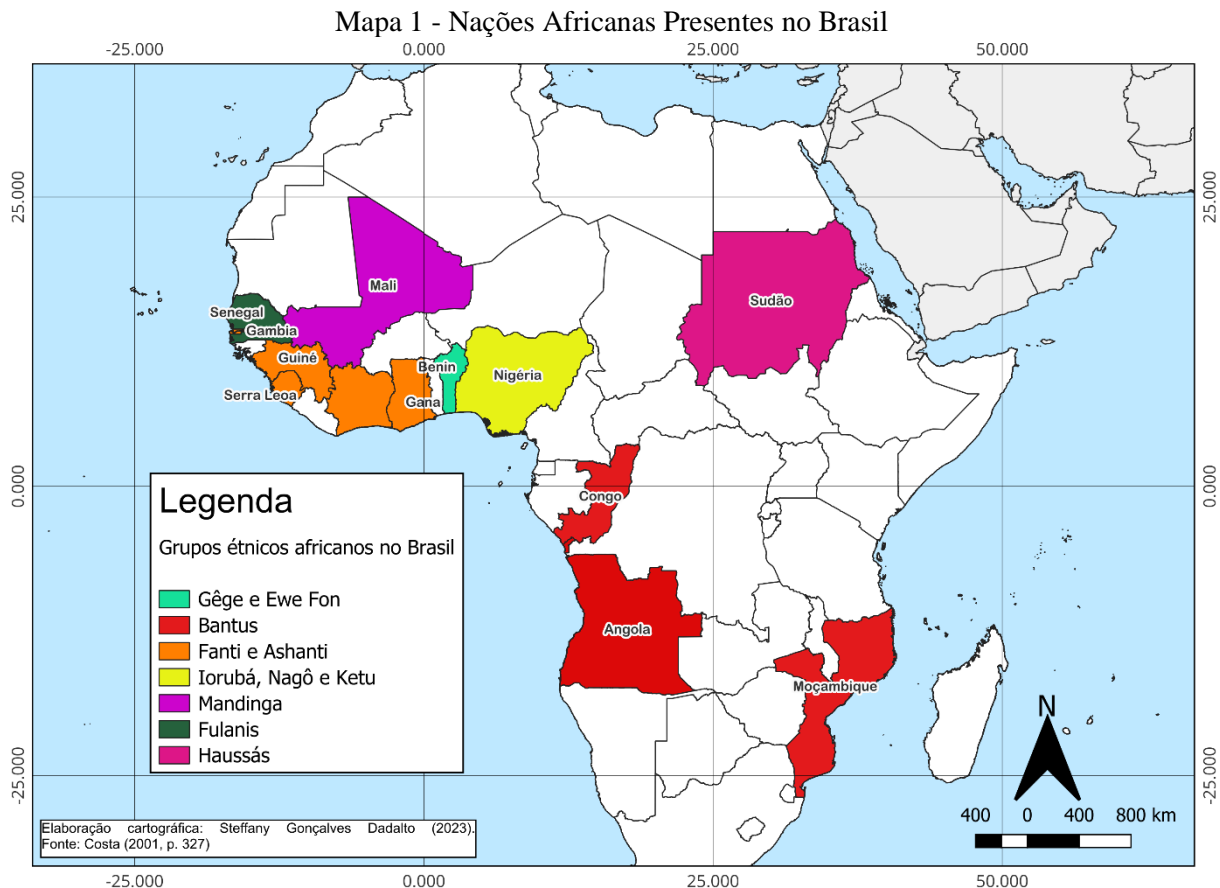 Mapa 1 - Nações Africanas Presentes no Brasil
-25.000 0.000 25.000 50.000
25.000 25.000
Mali
Sudão
Senegal
Gambia
Guiné
Benin
Nigéria
Serra Leoa
Gana
0.000 0.000
Congo
Legenda
Grupos étnicos africanos no Brasil
Gêge e Ewe Fon
Bantus
Fanti e Ashanti
Iorubá, Nagô e Ketu
Mandinga
Fulanis
Haussás
Angola
Moçambique
N
-25.000 -25.000
400 0 400 800 km
Elaboração cartográfica: Steffany Gonçalves Dadalto (2023).
Fonte: Costa (2001, p. 327)
-25.000 0.000 25.000 50.000